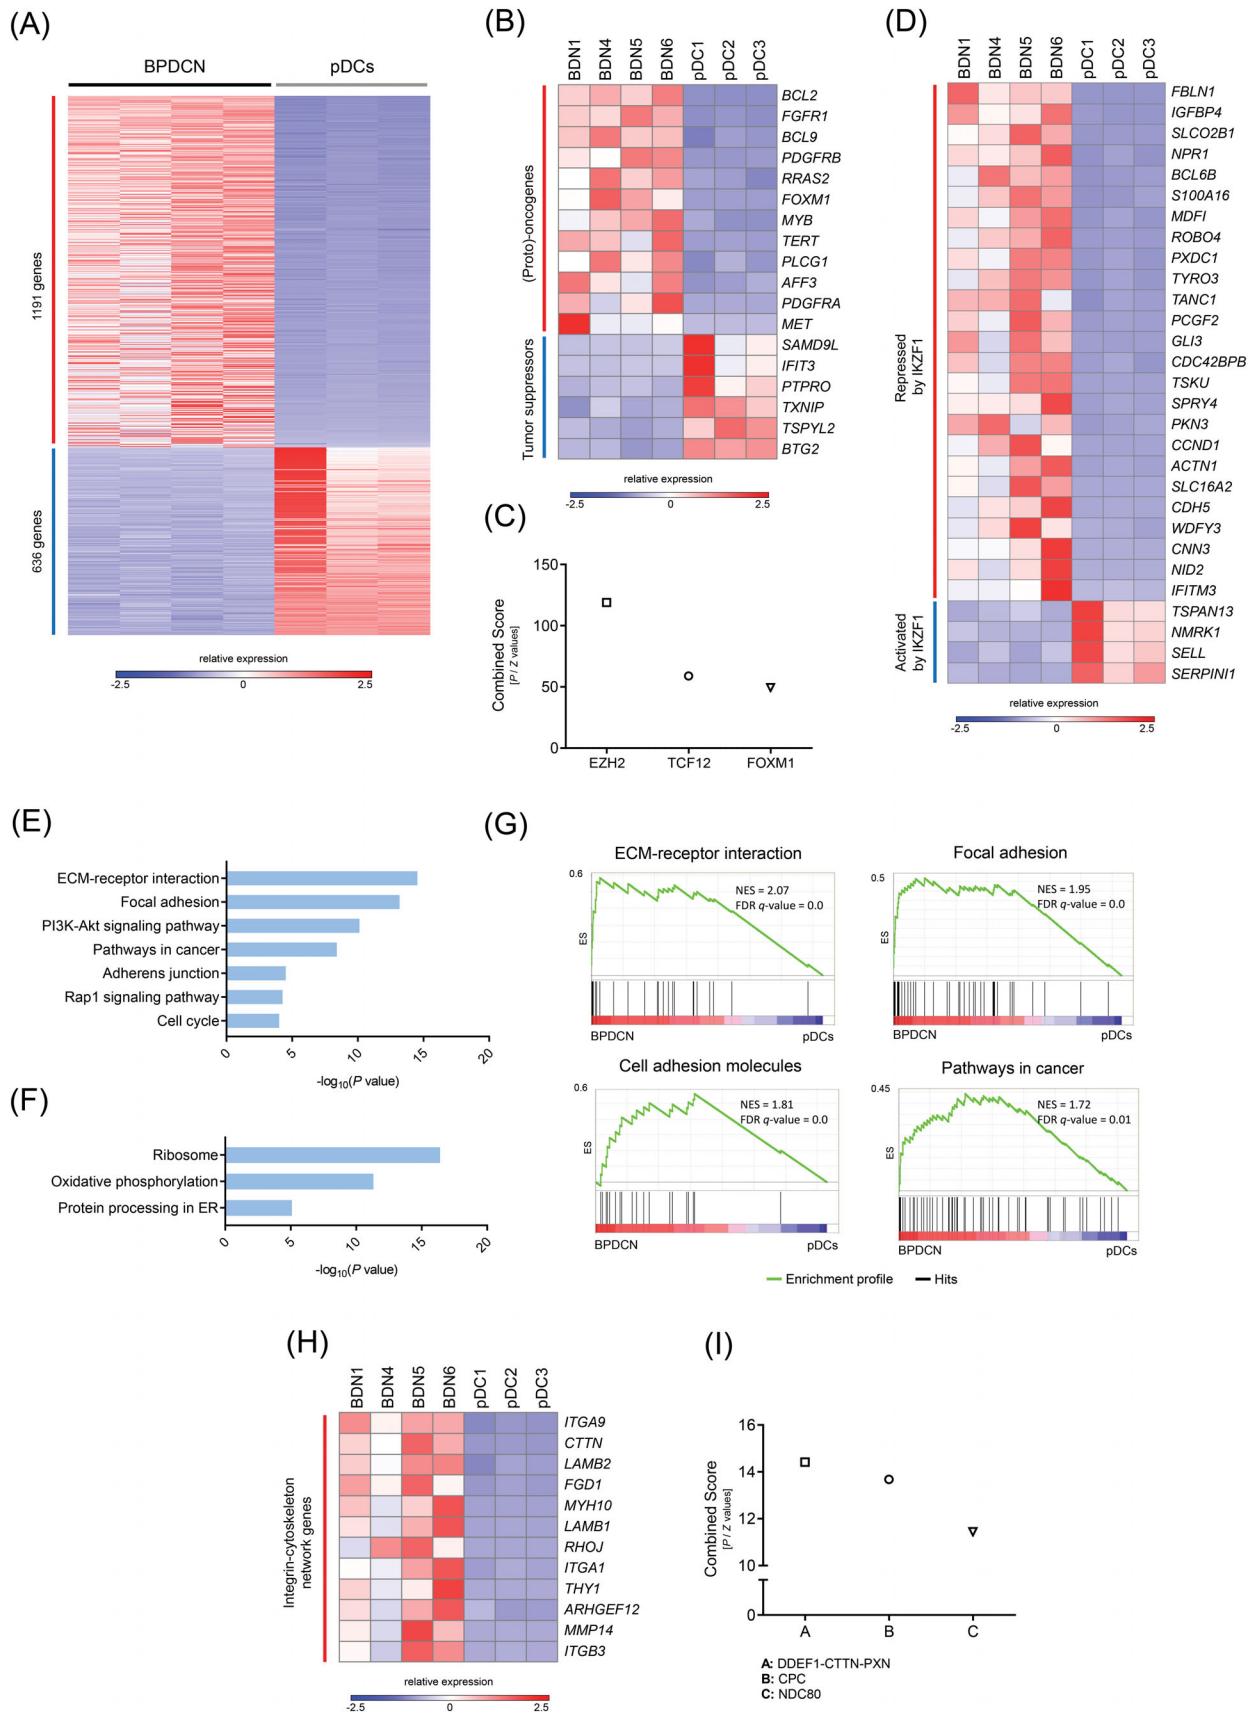 (A)
BPDCN
pDCs
1191 genes
636 genes
relative expression
-2.5
0
2.5
(B)
BDN1
BDN4
BDN5
BDN6
pDC1
pDC2
pDC3
(Proto)-oncogenes
Tumor suppressors
BCL2
FGFR1
BCL9
PDGFRB
RRAS2
FOXM1
MYB
TERT
PLCG1
AFF3
PDGFRA
MET
SAMD9L
IFIT3
PTPRO
TXNIP
TSPYL2
BTG2
relative expression
-2.5
0
2.5
(C)
Combined Score
[P / Z values]
150
100
50
0
EZH2
TCF12
FOXM1
(D)
BDN1
BDN4
BDN5
BDN6
pDC1
pDC2
pDC3
Repressed
by IKZF1
Activated
by IKZF1
FBLN1
IGFBP4
SLCO2B1
NPR1
BCL6B
S100A16
MDFI
ROBO4
PXDC1
TYRO3
TANC1
PCGF2
GLI3
CDC42BPB
TSKU
SPRY4
PKN3
CCND1
ACTN1
SLC16A2
CDH5
WDFY3
CNN3
NID2
IFITM3
TSPAN13
NMRK1
SELL
SERPINI1
relative expression
-2.5
0
2.5
(E)
ECM-receptor interaction
Focal adhesion
PI3K-Akt signaling pathway
Pathways in cancer
Adherens junction
Rap1 signaling pathway
Cell cycle
0
5
10
15
20
-log10(P value)
(F)
Ribosome
Oxidative phosphorylation
Protein processing in ER
0
5
10
15
20
-log10(P value)
(G)
ECM-receptor interaction
0.6
ES
NES = 2.07
FDR q-value = 0.0
BPDCN
pDCs
Focal adhesion
0.5
ES
NES = 1.95
FDR q-value = 0.0
BPDCN
pDCs
Cell adhesion molecules
0.6
ES
NES = 1.81
FDR q-value = 0.0
BPDCN
pDCs
Pathways in cancer
0.45
ES
NES = 1.72
FDR q-value = 0.01
BPDCN
pDCs
Enrichment profile
Hits
(H)
BDN1
BDN4
BDN5
BDN6
pDC1
pDC2
pDC3
Integrin-cytoskeleton
network genes
ITGA9
CTTN
LAMB2
FGD1
MYH10
LAMB1
RHOJ
ITGA1
THY1
ARHGEF12
MMP14
ITGB3
relative expression
-2.5
0
2.5
(I)
Combined Score
[P / Z values]
16
14
12
10
0
A
B
C
A: DDEF1-CTTN-PXN
B: CPC
C: NDC80